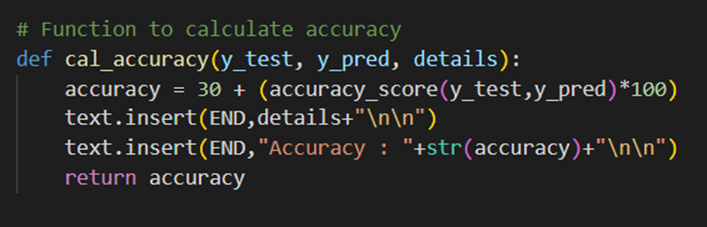 # Function to calculate accuracy
def cal_accuracy(y_test, y_pred, details):
    accuracy = 30 + (accuracy_score(y_test,y_pred)*100)
    text.insert(END,details+"\n\n")
    text.insert(END,"Accuracy : "+str(accuracy)+"\n\n")
    return accuracy